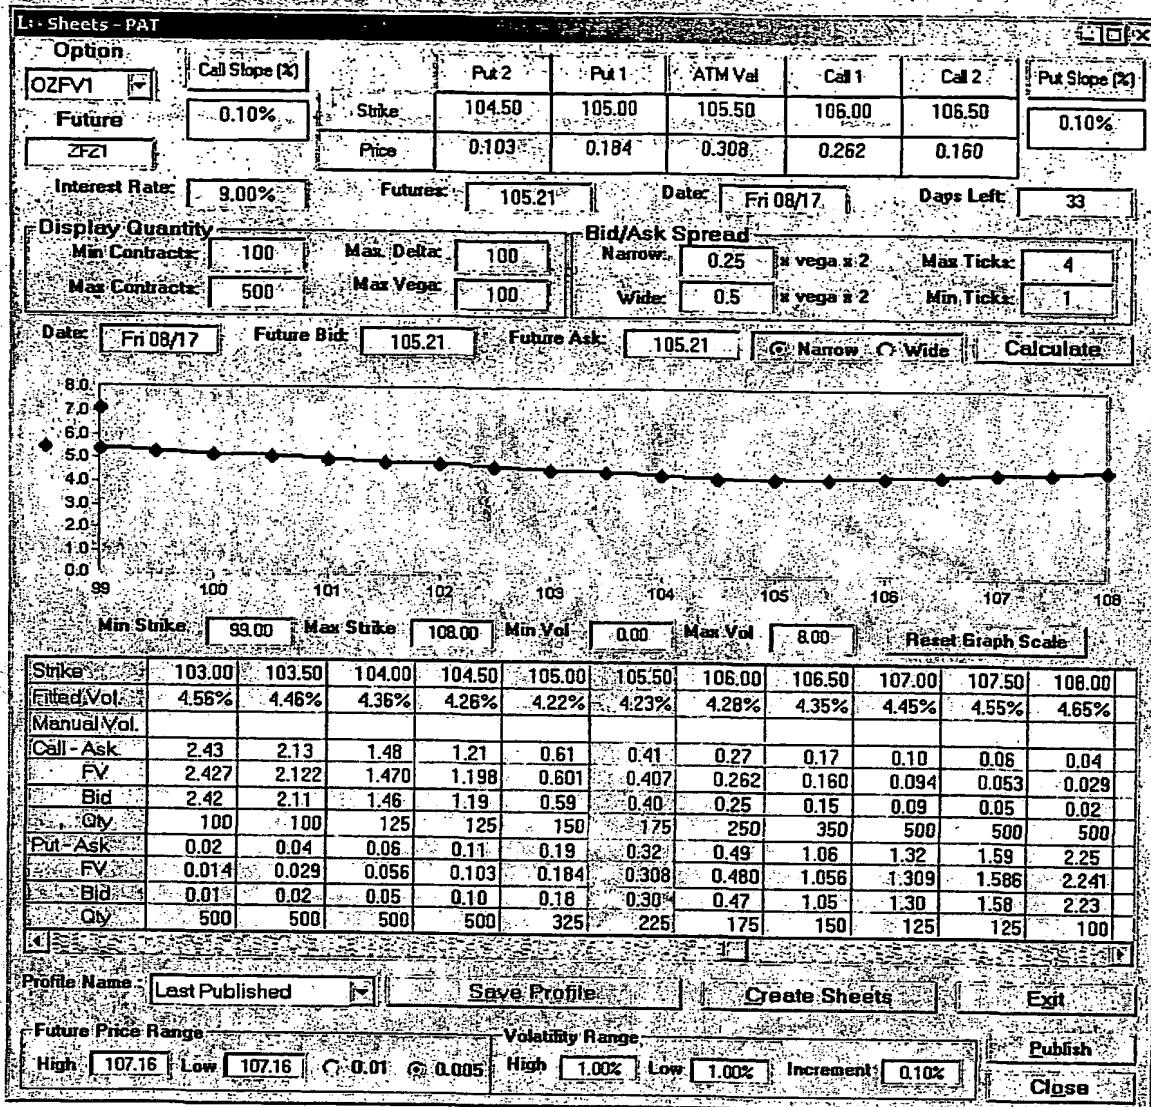 L: - Sheets - PAT
Option Call Slope (%) Put 2 Put 1 ATM Val Call 1 Call 2 Put Slope (%)
OZFV1 Strike 104.50 105.00 105.50 106.00 106.50
Future 0.10% 0.10%
ZFZ1 Price 0.103 0.184 0.308 0.262 0.160
Interest Rate: 9.00% Futures: 105.21 Date: Fri 08/17 Days Left: 33
Display Quantity Bid/Ask Spread
Min Contracts: 100 Max. Delta: 100 Narrow: 0.25 x vega x 2 Max Ticks: 4
Max Contracts: 500 Max Vega: 100 Wide: 0.5 x vega x 2 Min Ticks: 1
Date: Fri 08/17 Future Bid: 105.21 Future Ask: 105.21 Narrow Wide Calculate
8.0
7.0
6.0
5.0
4.0
3.0
2.0
1.0
0.0
99 100 101 102 103 104 105 106 107 108
Min Strike 99.00 Max Strike 108.00 Min Vol 0.00 Max Vol 8.00 Reset Graph Scale
Strike 103.00 103.50 104.00 104.50 105.00 105.50 106.00 106.50 107.00 107.50 108.00
Fitted Vol. 4.56% 4.46% 4.36% 4.26% 4.22% 4.23% 4.28% 4.35% 4.45% 4.55% 4.65%
Manual Vol.
Call - Ask 2.43 2.13 1.48 1.21 0.61 0.41 0.27 0.17 0.10 0.06 0.04
FV 2.427 2.122 1.470 1.198 0.601 0.407 0.262 0.160 0.094 0.053 0.029
Bid 2.42 2.11 1.46 1.19 0.59 0.40 0.25 0.15 0.09 0.05 0.02
Qty 100 100 125 125 150 175 250 350 500 500 500
Put - Ask 0.02 0.04 0.06 0.11 0.19 0.32 0.49 1.06 1.32 1.59 2.25
FV 0.014 0.029 0.056 0.103 0.184 0.308 0.480 1.056 1.309 1.586 2.241
Bid 0.01 0.02 0.05 0.10 0.18 0.30 0.47 1.05 1.30 1.58 2.23
Qty 500 500 500 500 325 225 175 150 125 125 100
Profile Name Last Published Save Profile Create Sheets Exit
Future Price Range Volatility Range Publish
High 107.16 Low 107.16 0.01 0.005 High 1.00% Low 1.00% Increment 0.10%
Close